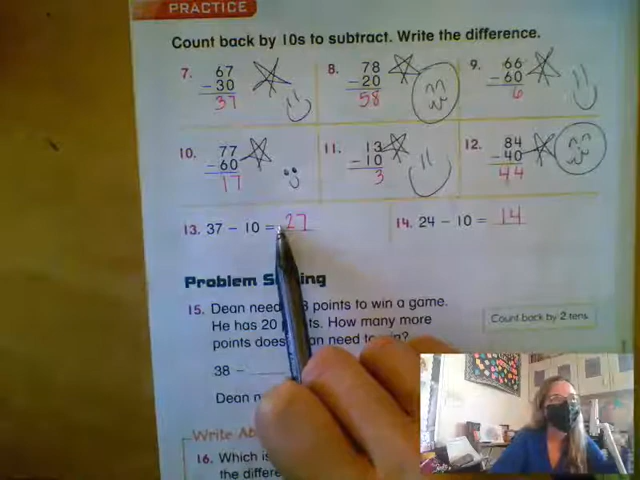 PRACTICE
Count back by 10s to subtract. Write the difference.
7. 67 8. 78 9. 66
−30 −20 −60
37 58 6
10. 77 11. 13 12. 84
−60 −10 −40
17 3 44
13. 37 − 10 = 27 14. 24 − 10 = 14
Problem
15. Dean points to win a game.
He has 20 How many more
points does need to
38 −
Count back by 2 tens.
Dean
Write
16. Which
the